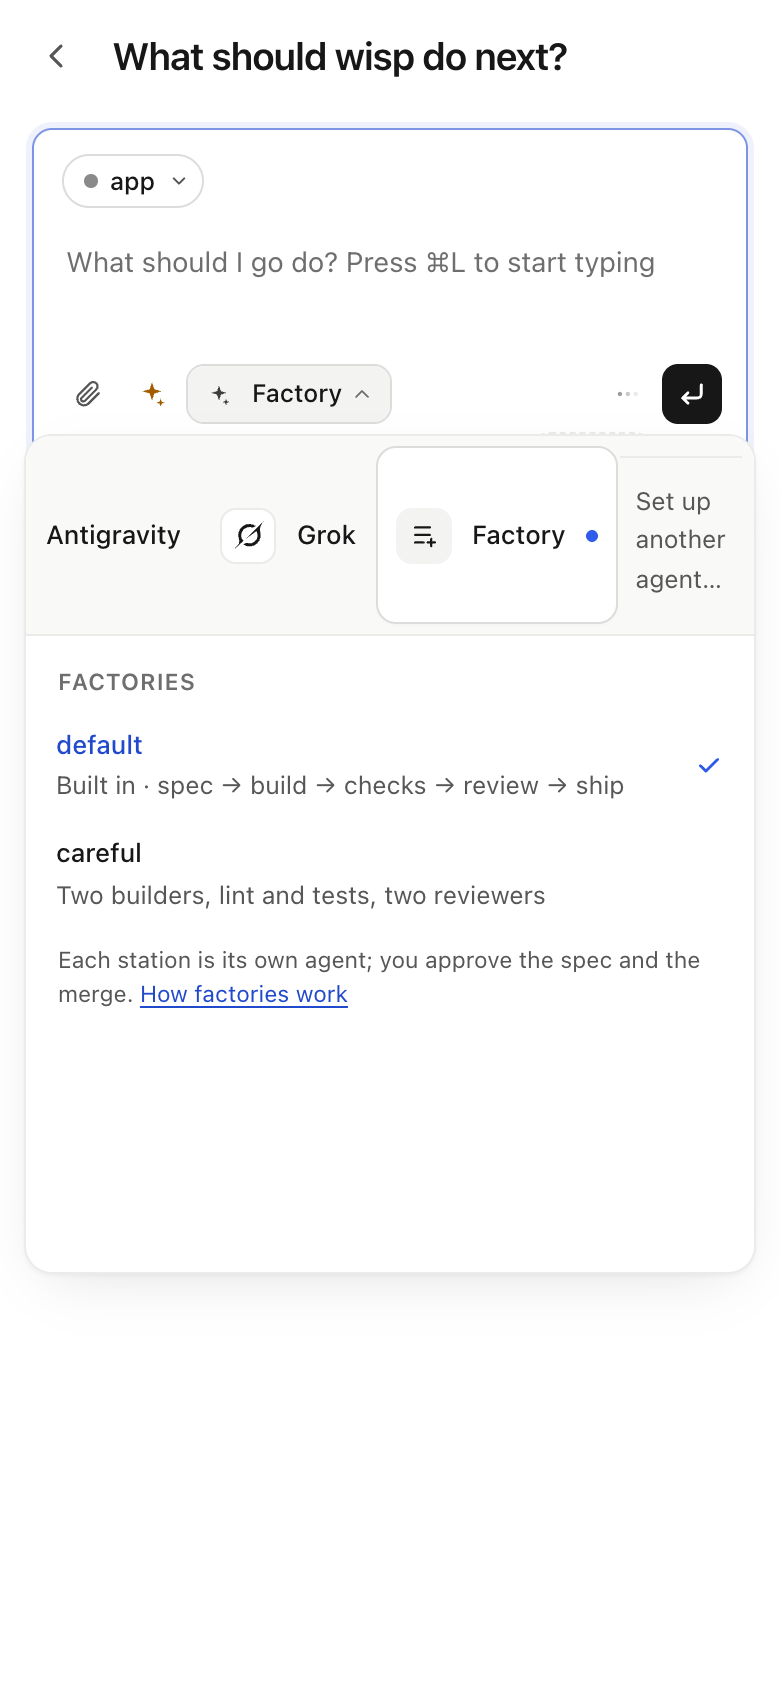 What should wisp do next?
app
What should I go do? Press ⌘L to start typing
Factory
Antigravity
Grok
Factory
Set up
another
agent...
FACTORIES
default
Built in · spec → build → checks → review → ship
careful
Two builders, lint and tests, two reviewers
Each station is its own agent; you approve the spec and the
merge. How factories work